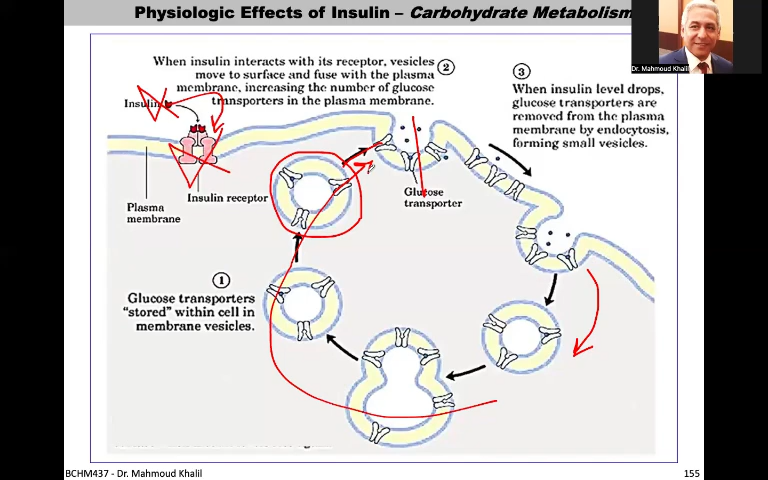 Physiologic Effects of Insulin – Carbohydrate Metabolism
Dr. Mahmoud Khalil
When insulin interacts with its receptor, vesicles
move to surface and fuse with the plasma
membrane, increasing the number of glucose
transporters in the plasma membrane.
2
3
When insulin level drops,
glucose transporters are
removed from the plasma
membrane by endocytosis,
forming small vesicles.
Insulin
Insulin receptor
Plasma
membrane
Glucose
transporter
1
Glucose transporters
"stored" within cell in
membrane vesicles.
BCHM437 - Dr. Mahmoud Khalil
155